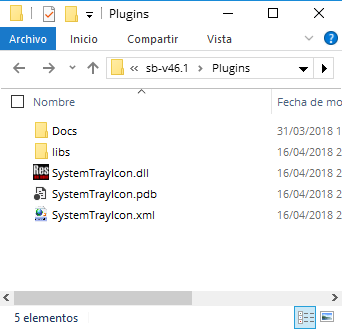 Plugins
Archivo Inicio Compartir Vista
sb-v46.1 Plugins
Nombre Fecha de mo
Docs 31/03/2018 1
libs 16/04/2018 2
Res SystemTrayIcon.dll 16/04/2018 2
SystemTrayIcon.pdb 16/04/2018 2
SystemTrayIcon.xml 16/04/2018 2
5 elementos